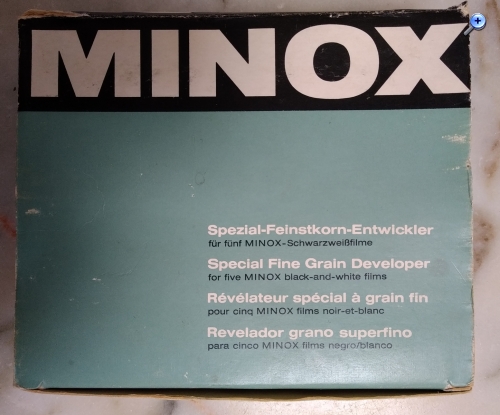 MINOX
Spezial-Feinstkorn-Entwickler
für fünf MINOX-Schwarzweißfilme
Special Fine Grain Developer
for five MINOX black-and-white films
Révélateur spécial à grain fin
pour cinq MINOX films noir-et-blanc
Revelador grano superfino
para cinco MINOX films negro/blanco